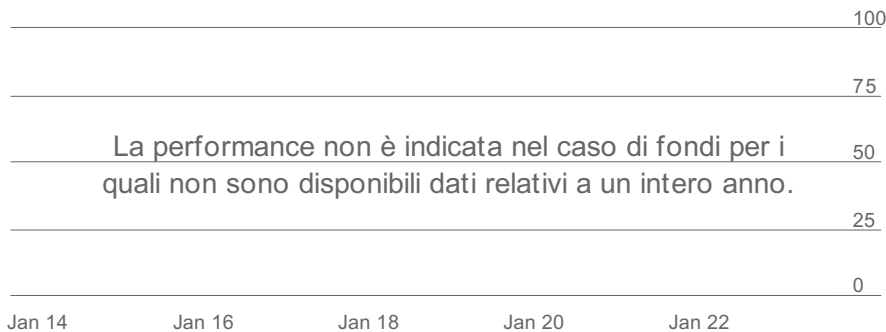 100
75
La performance non è indicata nel caso di fondi per i
50
quali non sono disponibili dati relativi a un intero anno.
25
0
Jan 14 Jan 16 Jan 18 Jan 20 Jan 22